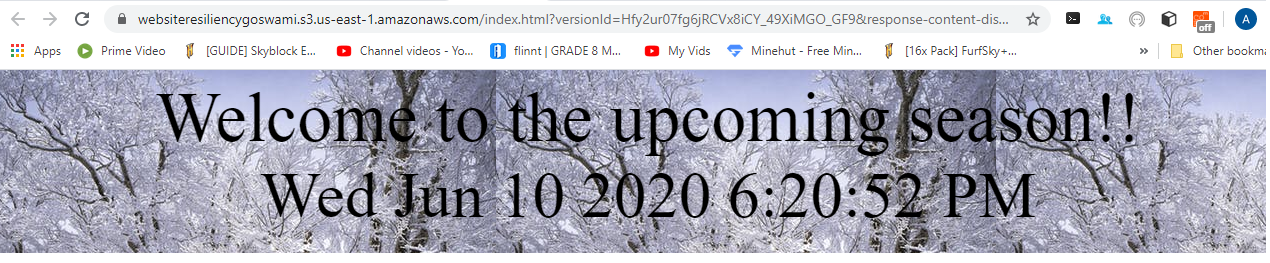 websiteresiliencygoswami.s3.us-east-1.amazonaws.com/index.html?versionId=Hfy2ur07fg6jRCVx8iCY_49XiMGO_GF9&response-content-dis...
off
A
Apps Prime Video [GUIDE] Skyblock E... Channel videos - Yo... flinnt | GRADE 8 M... My Vids Minehut - Free Min... [16x Pack] FurfSky+... » Other bookma
Welcome to the upcoming season!!
Wed Jun 10 2020 6:20:52 PM